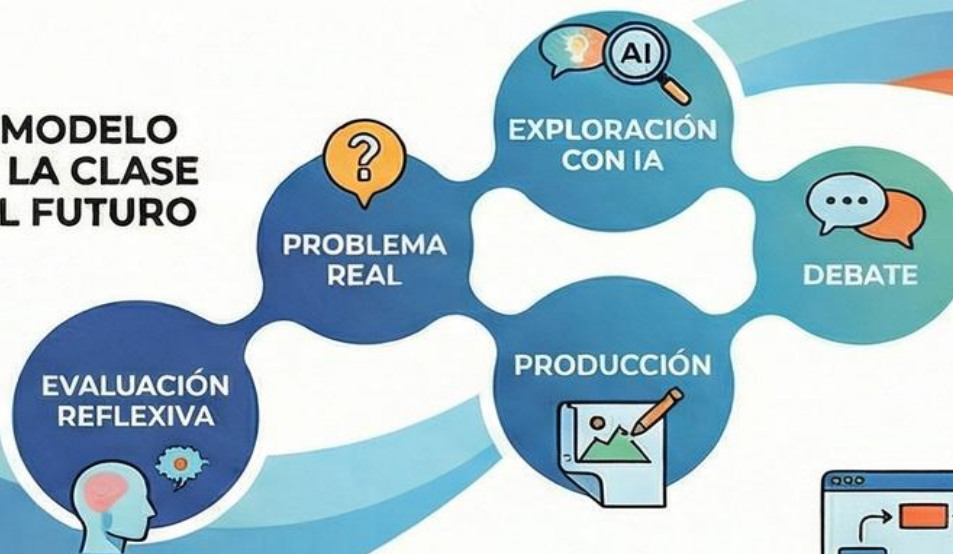 MODELO
LA CLASE
L FUTURO
AI
EXPLORACIÓN
CON IA
?
PROBLEMA
REAL
DEBATE
PRODUCCIÓN
EVALUACIÓN
REFLEXIVA